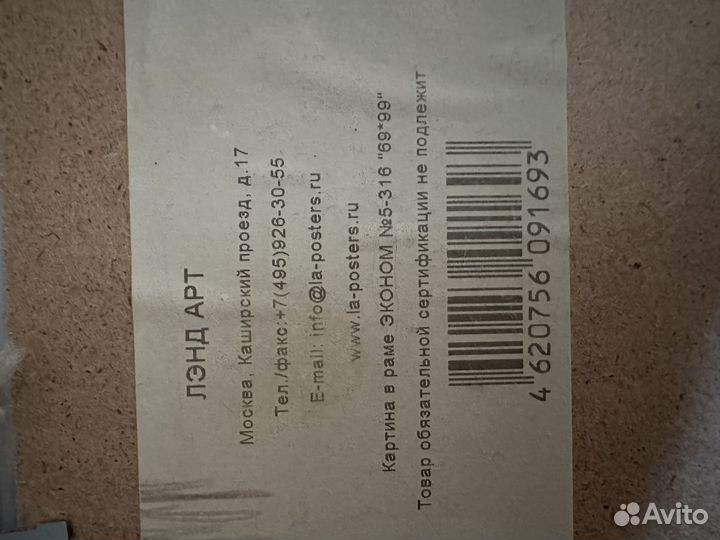 ЛЭНД АРТ
Москва, Каширский проезд, д.17
Тел./факс:+7(495)926-30-55
E-mail: info@la-posters.ru
www.la-posters.ru
Картина в раме ЭКОНОМ №5-316 "69*99"
Товар обязательной сертификации не подлежит
4 620756 091693
Avito